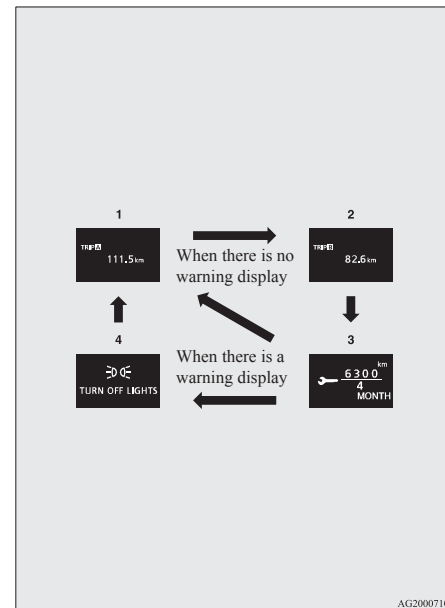 1
2
TRIP A
111.5 km
When there is no
warning display
TRIP B
82.6 km
4
When there is a
warning display
3
TURN OFF LIGHTS
6300 km
4
MONTH